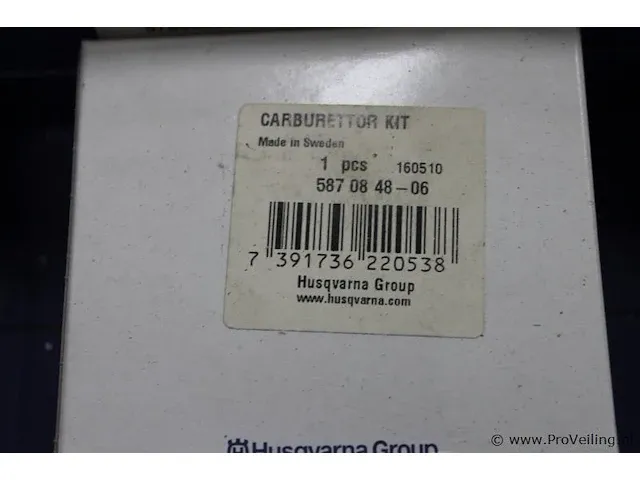 CARBURETTOR KIT
Made in Sweden
1 pcs 160510
587 08 48-06
7 391736 220538
Husqvarna Group
www.husqvarna.com
Husqvarna Group
© www.ProVeiling.nl